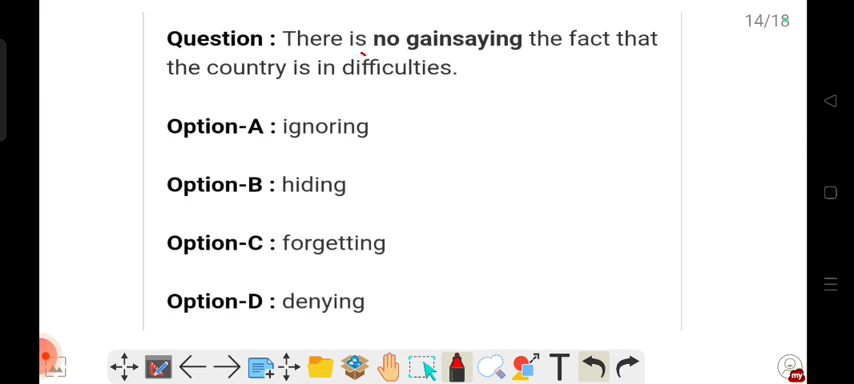 14/18
Question : There is no gainsaying the fact that
the country is in difficulties.
Option-A : ignoring
Option-B : hiding
Option-C : forgetting
Option-D : denying
T
my